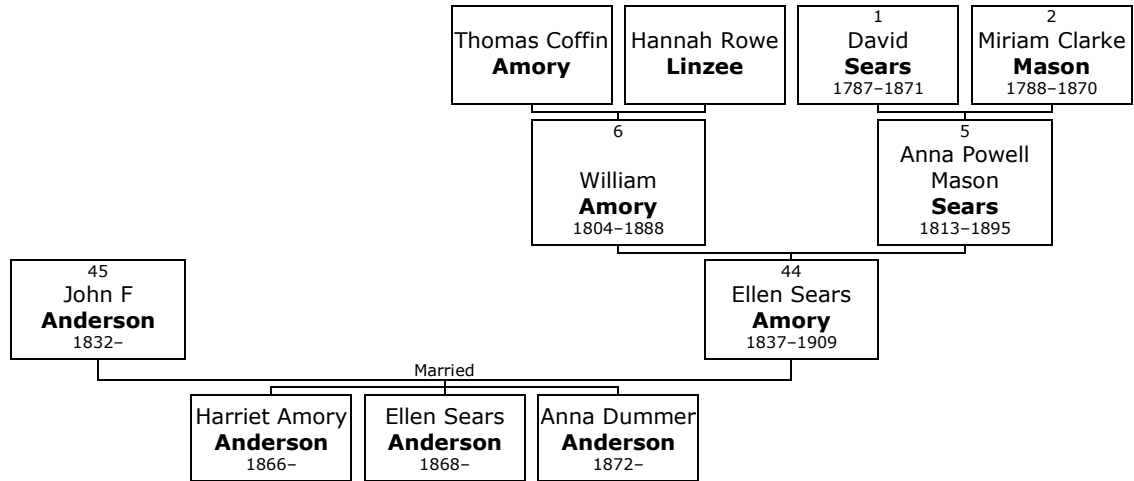 Thomas Coffin
Amory
Hannah Rowe
Linzee
1
David
Sears
1787–1871
2
Miriam Clarke
Mason
1788–1870
6
William
Amory
1804–1888
5
Anna Powell
Mason
Sears
1813–1895
45
John F
Anderson
1832–
44
Ellen Sears
Amory
1837–1909
Married
Harriet Amory
Anderson
1866–
Ellen Sears
Anderson
1868–
Anna Dummer
Anderson
1872–